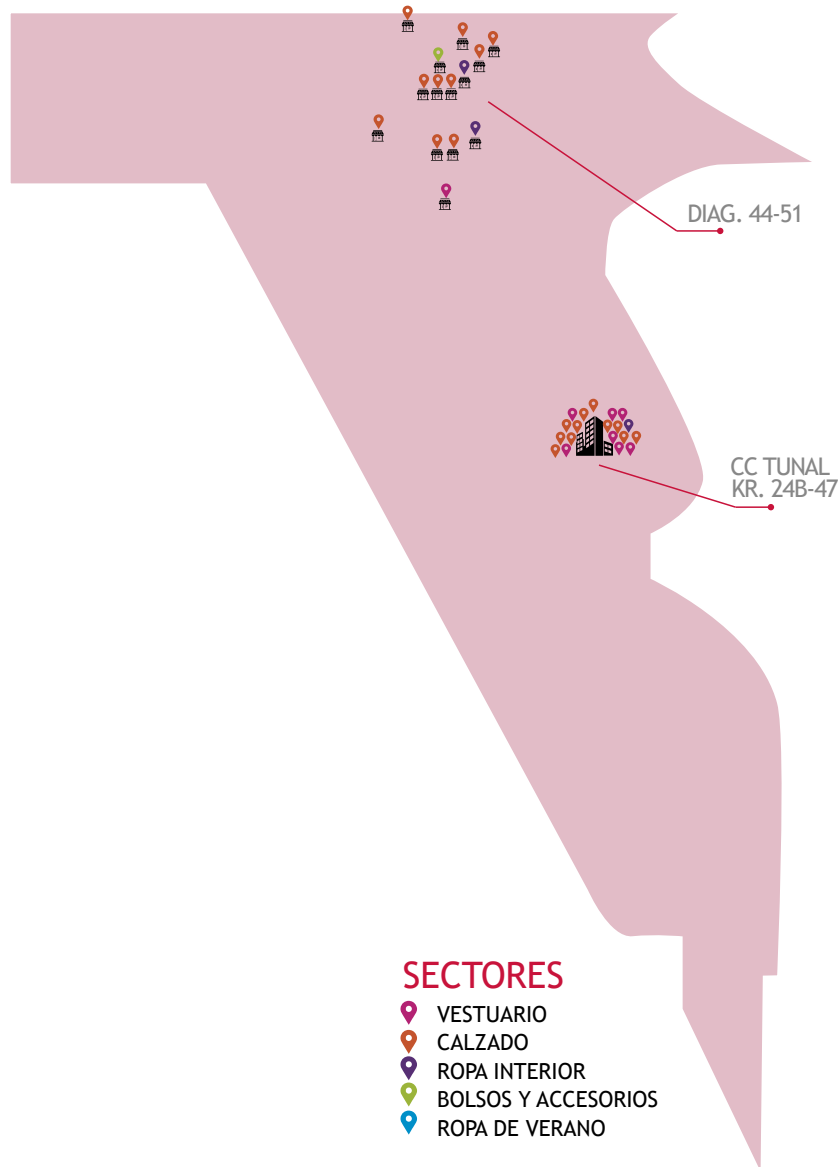 DIAG. 44-51
CC TUNAL
KR. 24B-47
SECTORES
VESTUARIO
CALZADO
ROPA INTERIOR
BOLSOS Y ACCESORIOS
ROPA DE VERANO